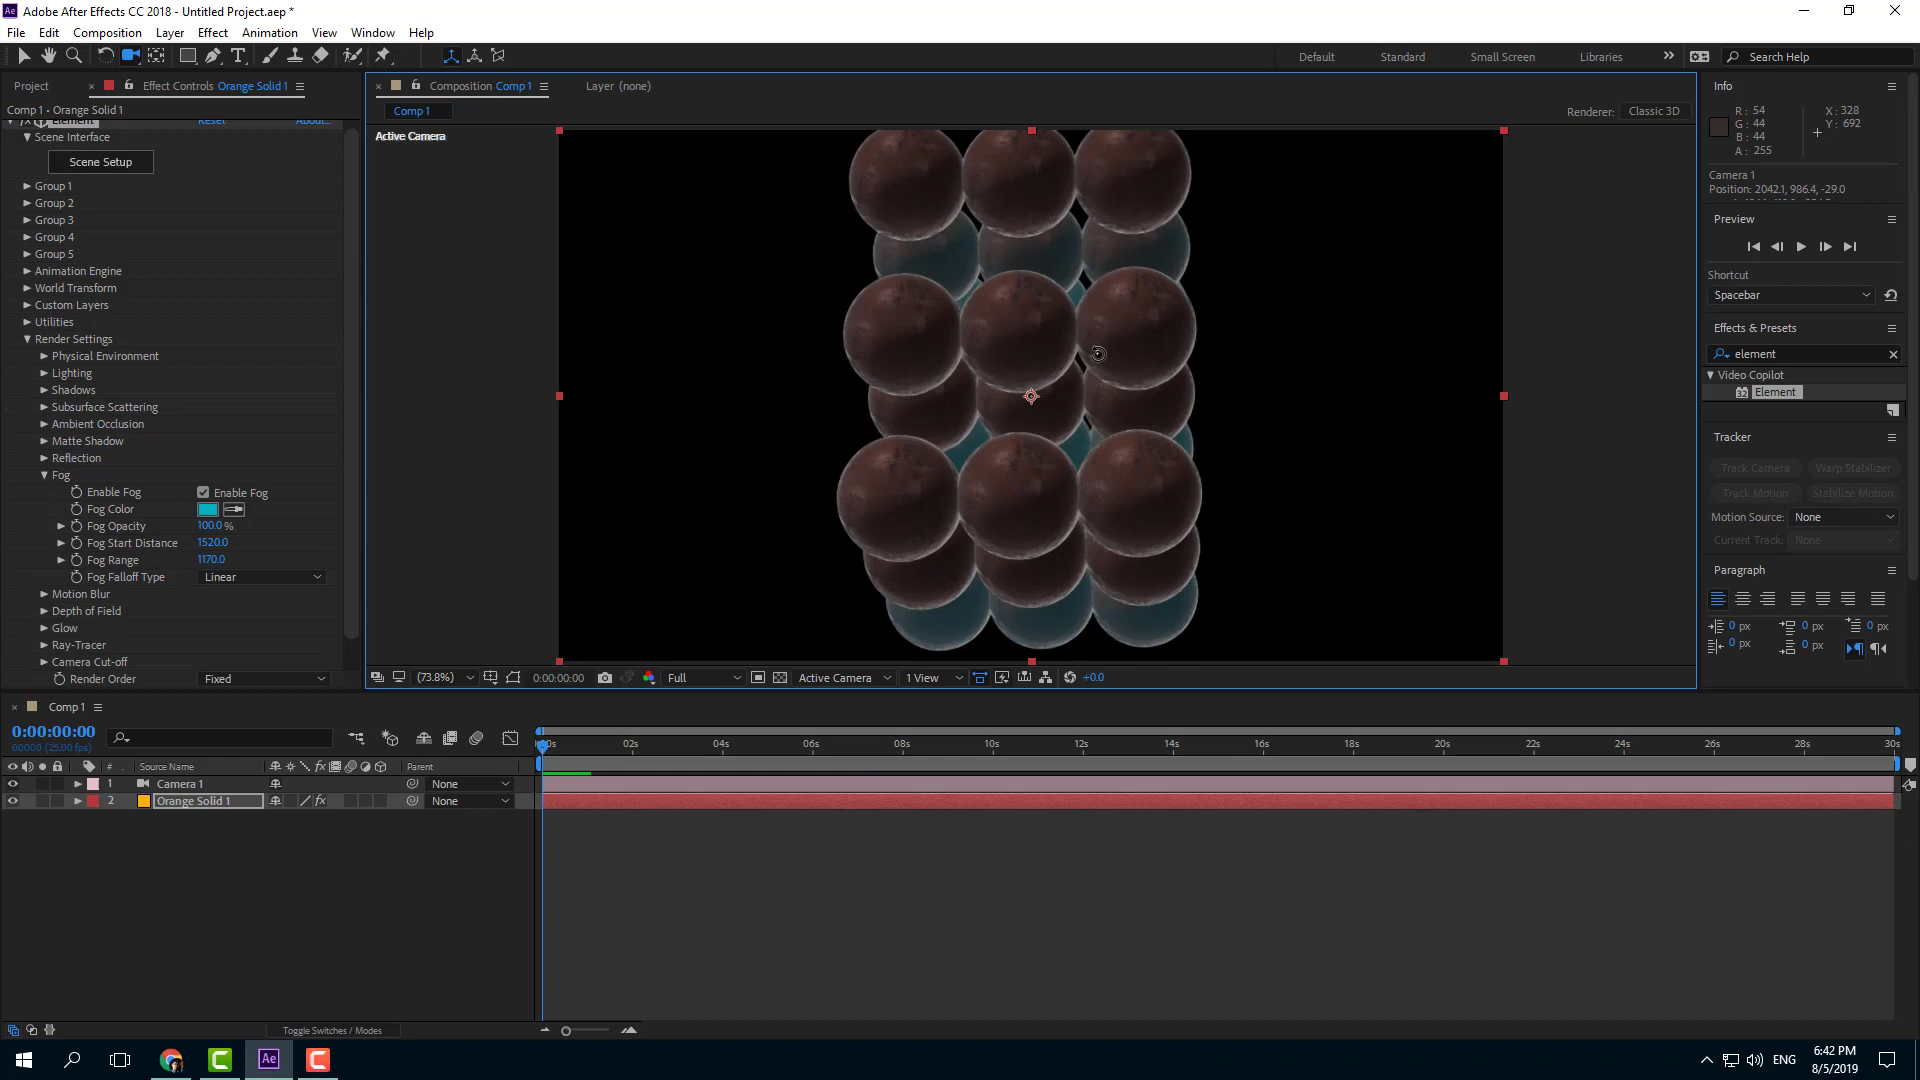 Adobe After Effects CC 2018 - Untitled Project.aep *
File Edit Composition Layer Effect Animation View Window Help
Default Standard Small Screen Libraries Search Help
Project Effect Controls Orange Solid 1
Composition Comp 1 Layer (none)
Comp 1 • Orange Solid 1
Comp 1
Renderer: Classic 3D
Element Reset About...
Active Camera
Scene Interface
Scene Setup
Group 1
Group 2
Group 3
Group 4
Group 5
Animation Engine
World Transform
Custom Layers
Utilities
Render Settings
Physical Environment
Lighting
Shadows
Subsurface Scattering
Ambient Occlusion
Matte Shadow
Reflection
Fog
Enable Fog Enable Fog
Fog Color
Fog Opacity 100.0 %
Fog Start Distance 1520.0
Fog Range 1170.0
Fog Falloff Type Linear
Motion Blur
Depth of Field
Glow
Ray-Tracer
Camera Cut-off
Render Order Fixed
(73.8%) 0:00:00:00 Full Active Camera 1 View +0.0
Info
R : 54 X : 328
G : 44 Y : 692
B : 44
A : 255
Camera 1
Position: 2042.1, 986.4, -29.0
Preview
Shortcut
Spacebar
Effects & Presets
element
Video Copilot
32 Element
Tracker
Track Camera Warp Stabilizer
Track Motion Stabilize Motion
Motion Source: None
Current Track: None
Paragraph
0 px 0 px 0 px
0 px 0 px
Comp 1
0:00:00:00
00000 (25.00 fps)
02s 04s 06s 08s 10s 12s 14s 16s 18s 20s 22s 24s 26s 28s 30s
# Source Name fx Parent
1 Camera 1 None
2 Orange Solid 1 fx None
Toggle Switches / Modes
Ae
ENG
6:42 PM
8/5/2019